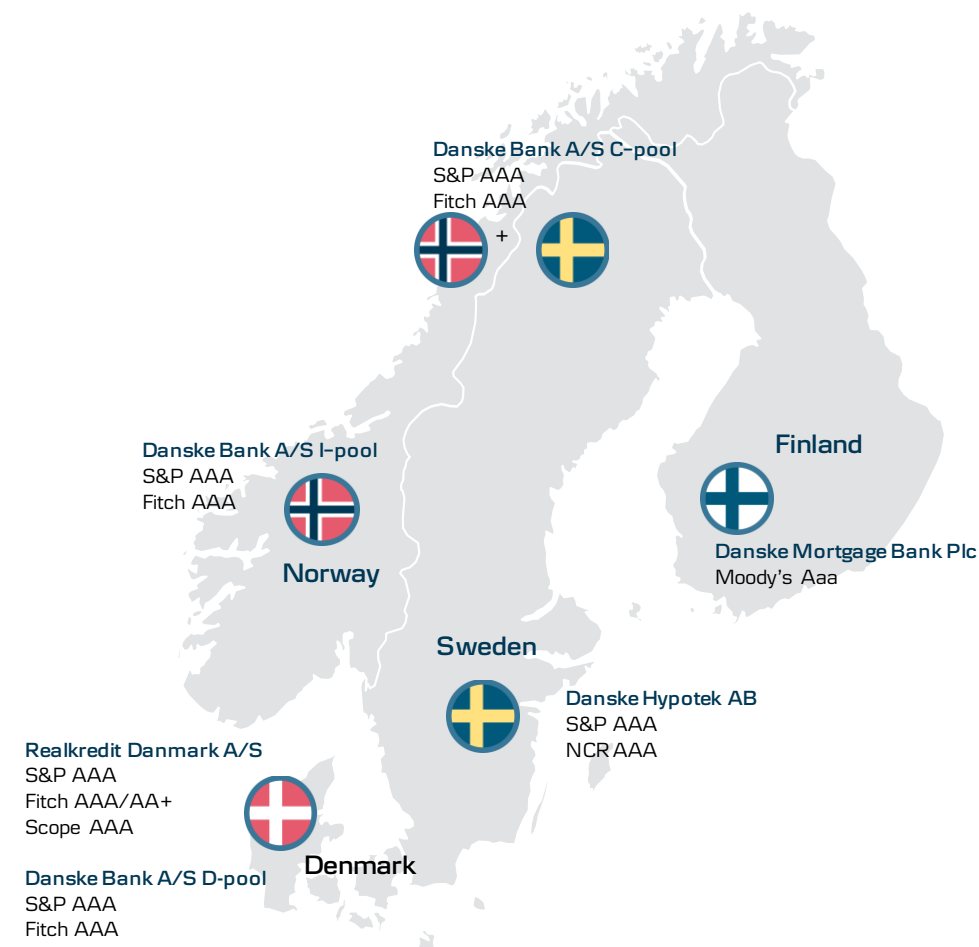 Danske Bank A/S C-pool
S&P AAA
Fitch AAA
+
Danske Bank A/S I-pool
S&P AAA
Fitch AAA
Norway
Finland
Danske Mortgage Bank Plc
Moody's Aaa
Sweden
Danske Hypotek AB
S&P AAA
NCR AAA
Realkredit Danmark A/S
S&P AAA
Fitch AAA/AA+
Scope AAA
Denmark
Danske Bank A/S D-pool
S&P AAA
Fitch AAA